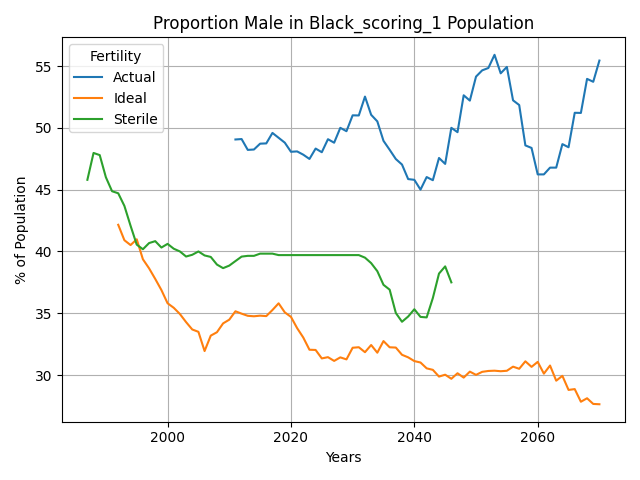 Proportion Male in Black_scoring_1 Population
Fertility
Actual
Ideal
Sterile
% of Population
55
50
45
40
35
30
2000
2020
2040
2060
Years